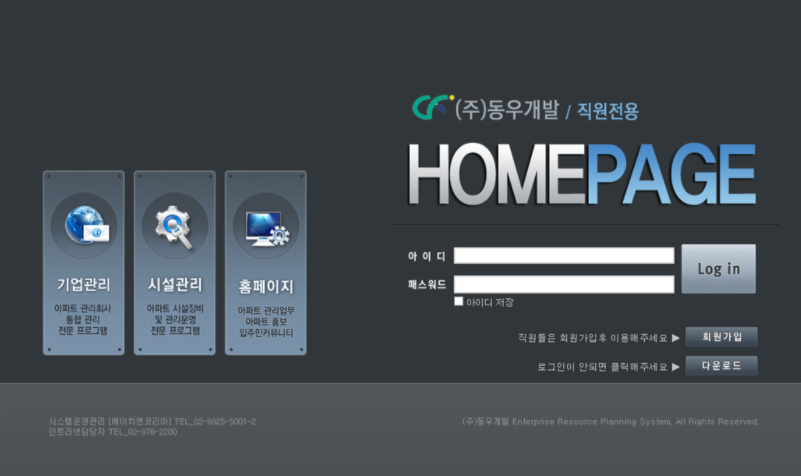 (주)동우개발 / 직원전용
HOMEPAGE
기업관리
아파트 관리회사
통합 관리
전문 프로그램
시설관리
아파트 시설장비
및 관리운영
전문 프로그램
홈페이지
아파트 관리업무
아파트 홍보
입주민커뮤니티
아 이 디
패스워드
Log in
아이디 저장
직원들은 회원가입후 이용해주세요 ▶ 회원가입
로그인이 안되면 클릭해주세요 ▶ 다운로드
시스템운영관리 [에이치엔코리아] TEL_02-6925-5001~2
인트라넷담당자 TEL_02-976-2200
(주)동우개발 Enterprise Resource Planning System, All Rights Reserved,